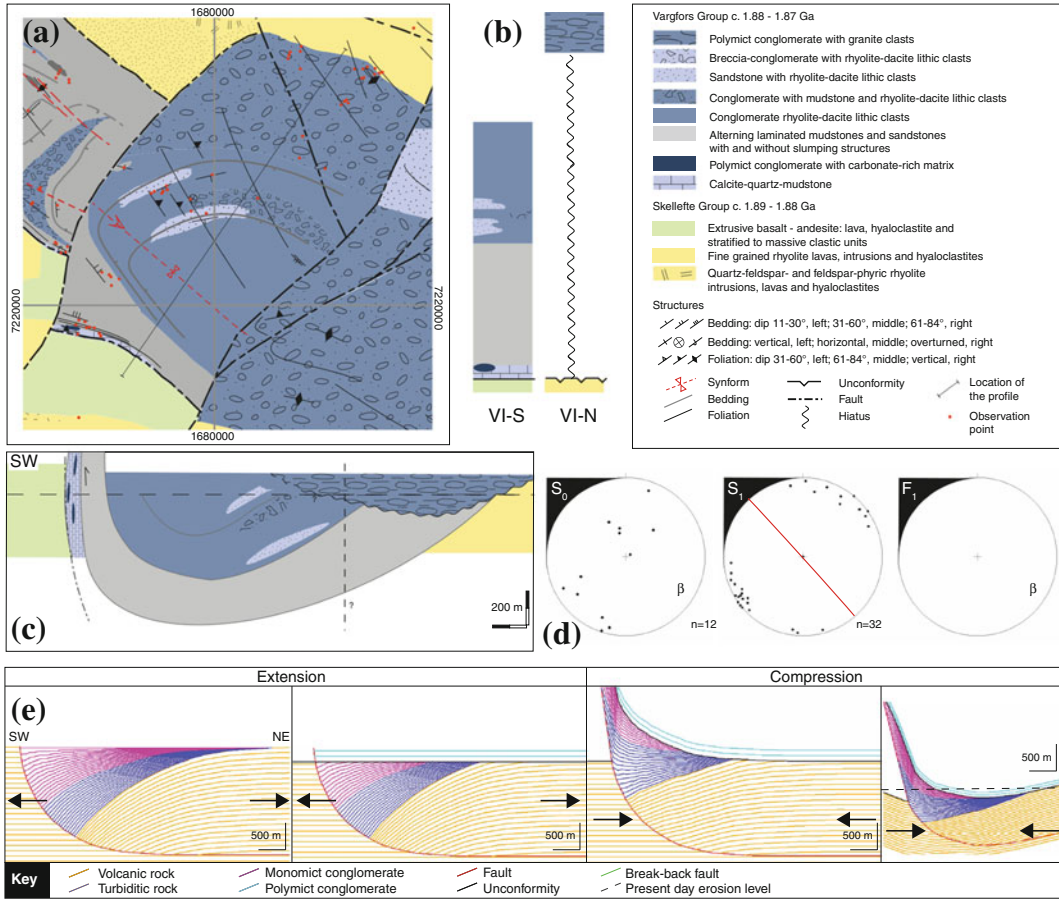 (a)
1680000
7220000
7220000
1680000
(b)
VI-S
VI-N
Vargfors Group c. 1.88 - 1.87 Ga
Polymict conglomerate with granite clasts
Breccia-conglomerate with rhyolite-dacite lithic clasts
Sandstone with rhyolite-dacite lithic clasts
Conglomerate with mudstone and rhyolite-dacite lithic clasts
Conglomerate rhyolite-dacite lithic clasts
Alterning laminated mudstones and sandstones
with and without slumping structures
Polymict conglomerate with carbonate-rich matrix
Calcite-quartz-mudstone
Skellefte Group c. 1.89 - 1.88 Ga
Extrusive basalt - andesite: lava, hyaloclastite and
stratified to massive clastic units
Fine grained rhyolite lavas, intrusions and hyaloclastites
Quartz-feldspar- and feldspar-phyric rhyolite
intrusions, lavas and hyaloclastites
Structures
Bedding: dip 11-30°, left; 31-60°, middle; 61-84°, right
Bedding: vertical, left; horizontal, middle; overturned, right
Foliation: dip 31-60°, left; 61-84°, middle; vertical, right
Synform
Bedding
Foliation
Unconformity
Fault
Hiatus
Location of
the profile
Observation
point
SW
?
200 m
(c)
S0
β
n=12
S1
n=32
F1
β
(d)
Extension
Compression
(e)
SW
NE
500 m
500 m
500 m
500 m
Key
Volcanic rock
Turbiditic rock
Monomict conglomerate
Polymict conglomerate
Fault
Unconformity
Break-back fault
Present day erosion level